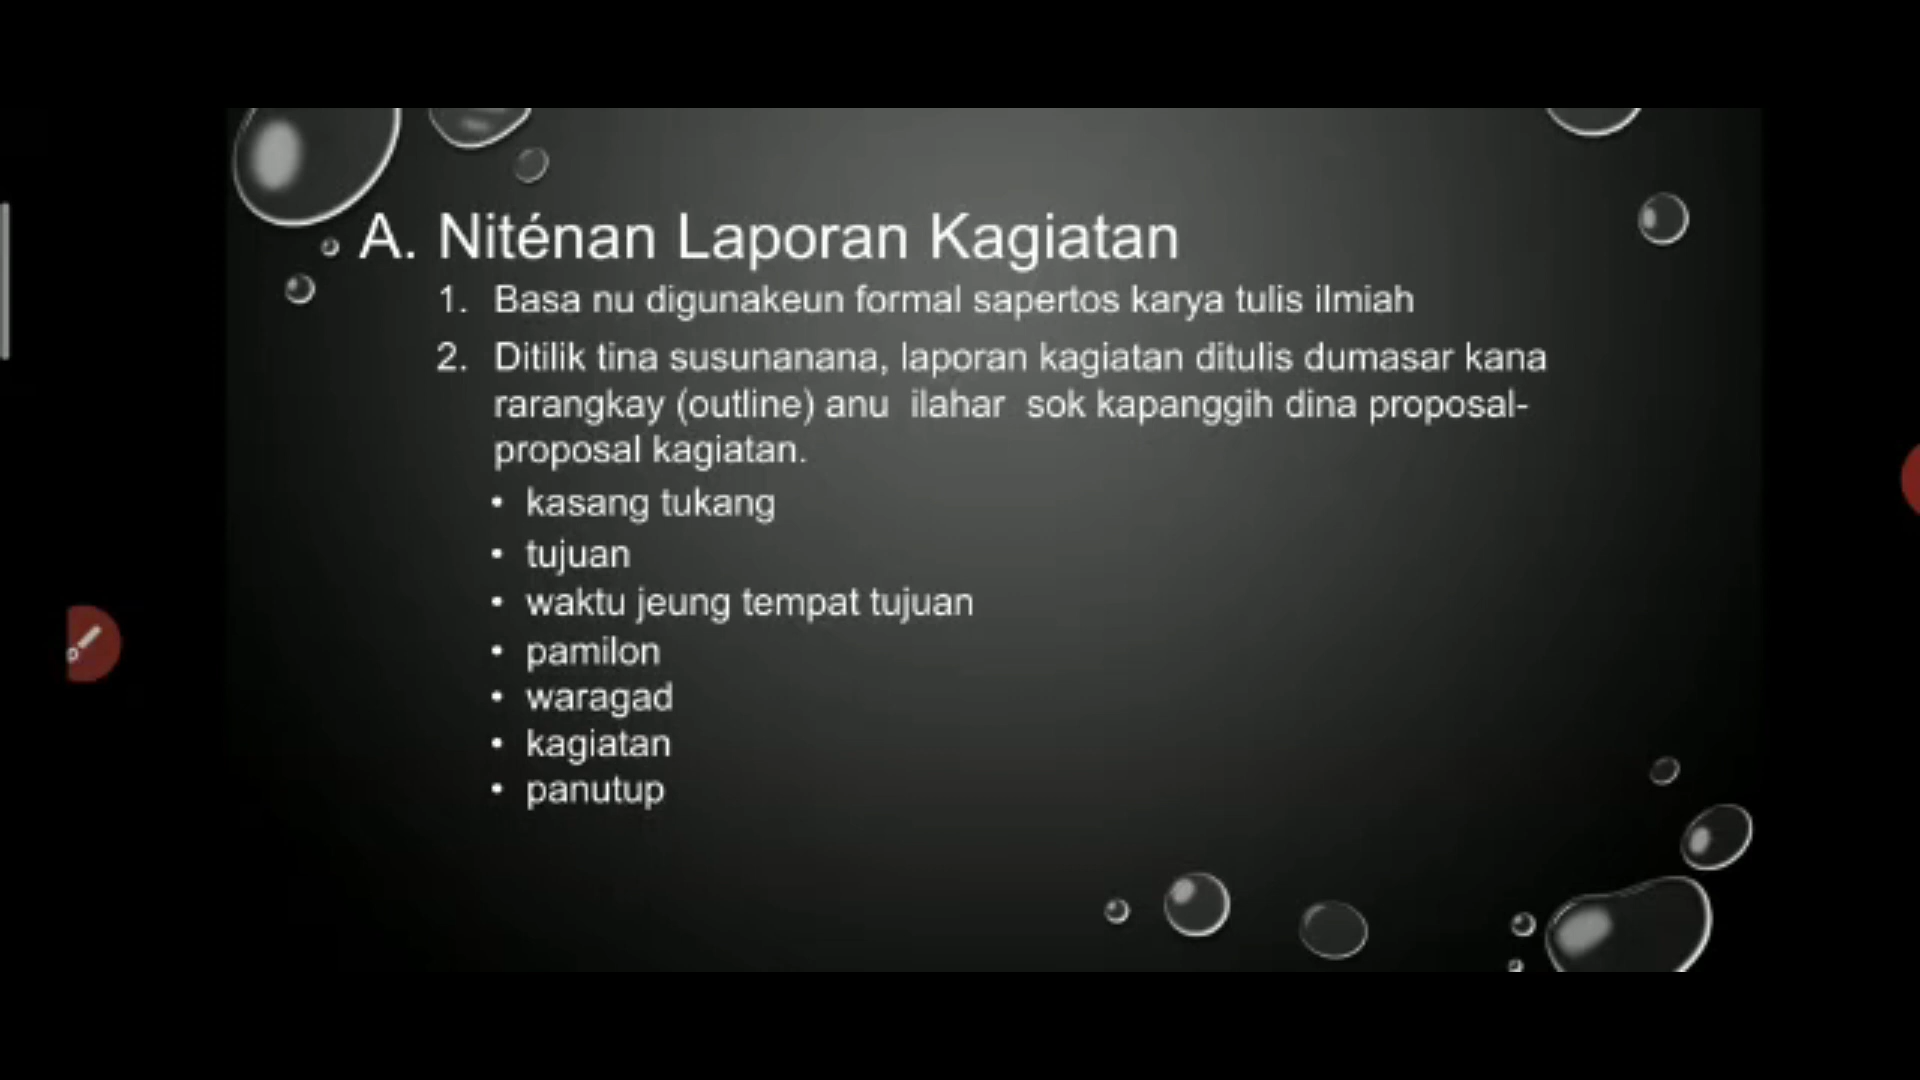 A. Niténan Laporan Kagiatan
1. Basa nu digunakeun formal sapertos karya tulis ilmiah
2. Ditilik tina susunanana, laporan kagiatan ditulis dumasar kana
rarangkay (outline) anu ilahar sok kapanggih dina proposal-
proposal kagiatan.
• kasang tukang
• tujuan
• waktu jeung tempat tujuan
• pamilon
• waragad
• kagiatan
• panutup